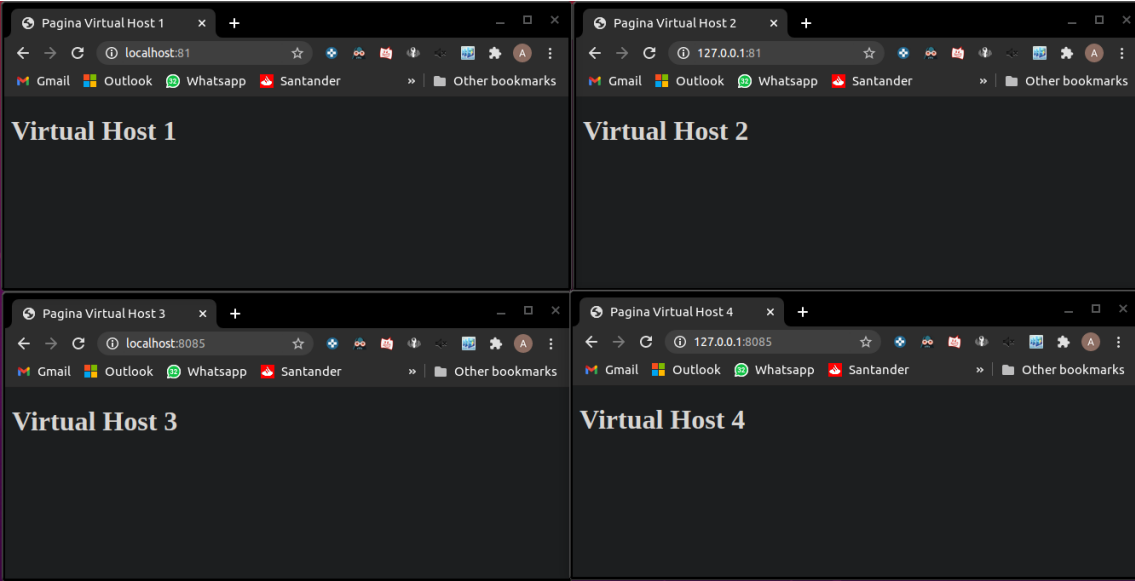 Pagina Virtual Host 1
localhost:81
Gmail Outlook Whatsapp Santander » Other bookmarks
Virtual Host 1
Pagina Virtual Host 2
127.0.0.1:81
Gmail Outlook Whatsapp Santander » Other bookmarks
Virtual Host 2
Pagina Virtual Host 3
localhost:8085
Gmail Outlook Whatsapp Santander » Other bookmarks
Virtual Host 3
Pagina Virtual Host 4
127.0.0.1:8085
Gmail Outlook Whatsapp Santander » Other bookmarks
Virtual Host 4